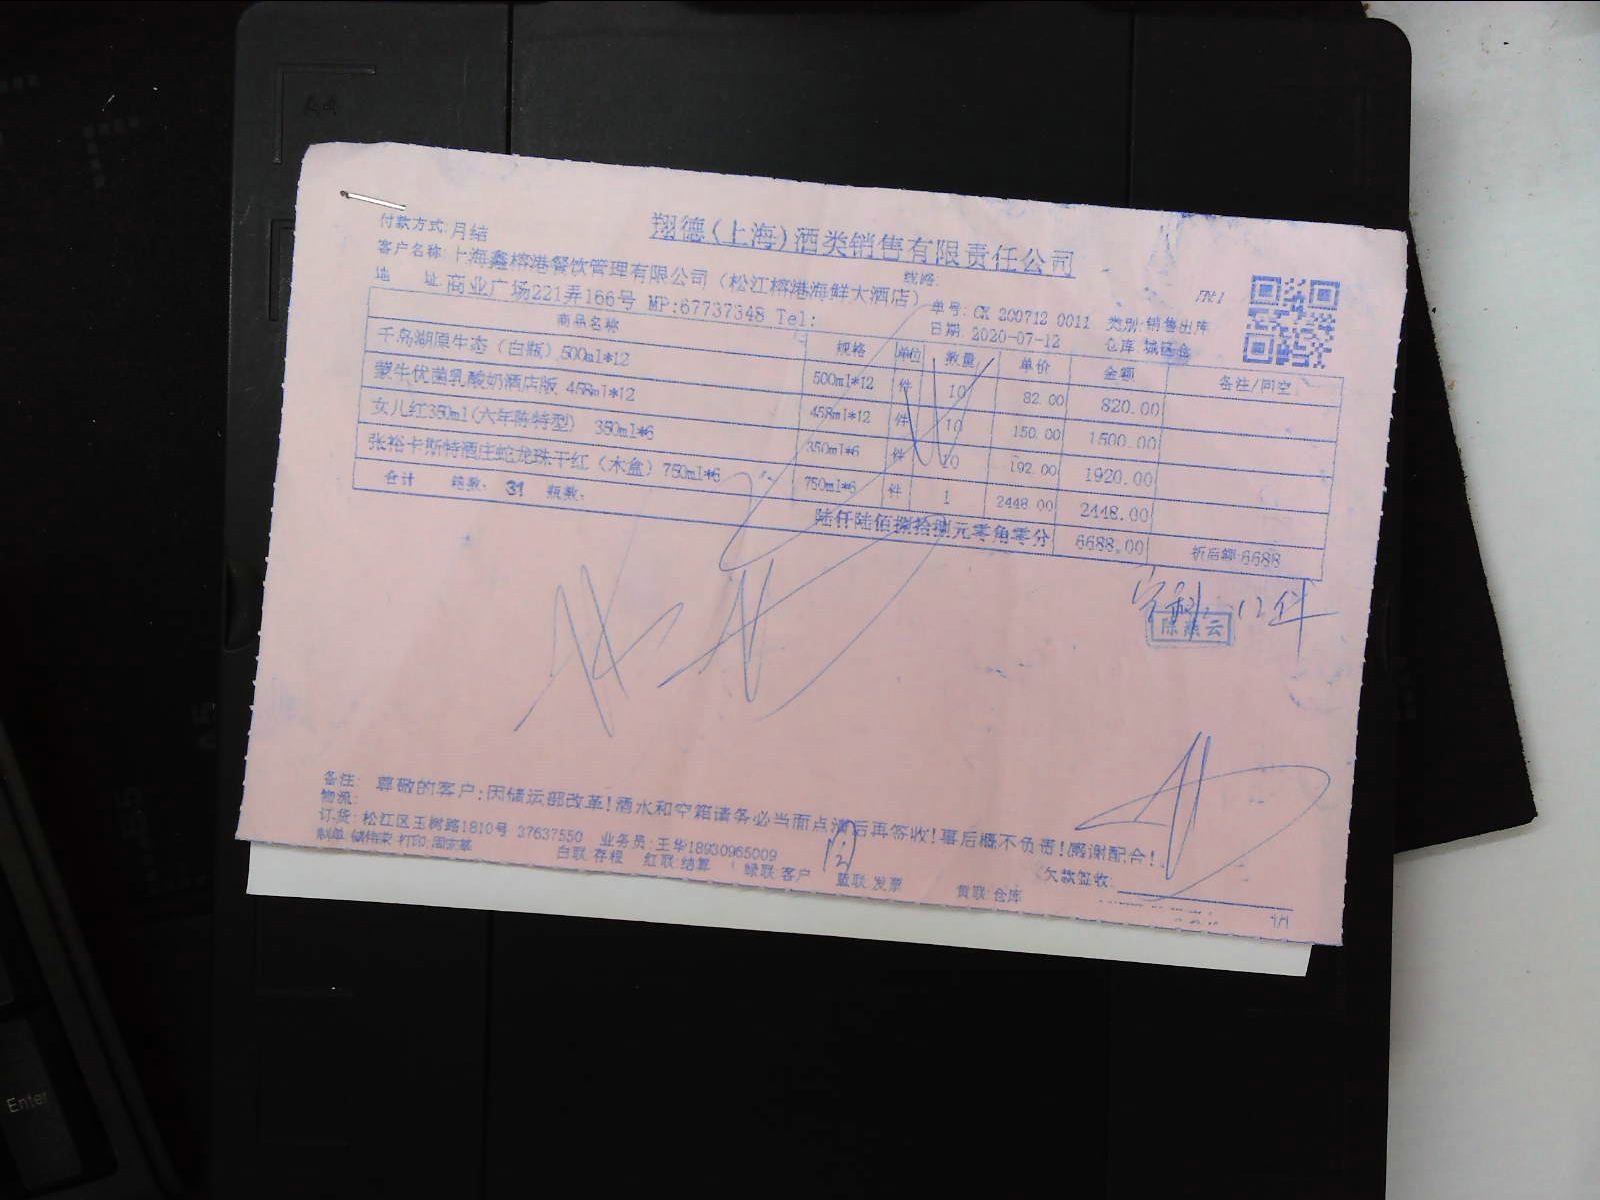 翔德(上海)酒类销售有限责任公司
付款方式:月结
线路:
客户名称:上海鑫榕港餐饮管理有限公司(松江榕港海鲜大酒店)
单号: CK 200712 0011 类别:销售出库
地 址:商业广场221弄166号 MP:67737348 Tel:
日期:2020-07-12
商品名称 规格 单位 数量 单价 金额 备注/回空
千岛湖原生态(白瓶)500ml*12 500ml*12 件 10 82.00 820.00
蒙牛优菌乳酸奶酒店版 458ml*12 458ml*12 件 10 150.00 1500.00
女儿红350ml(六年陈特型) 350ml*6 350ml*6 件 10 192.00 1920.00
张裕卡斯特酒庄蛇龙珠干红(木盒)750ml*6 750ml*6 件 1 2448.00 2448.00
合计 箱数: 31 瓶数: 陆仟陆佰捌拾捌元零角零分 6688.00 折后额:6688
12件
备注: 尊敬的客户:因储运部改革!酒水和空箱请务必当面点清后再签收!事后概不负责!感谢配合!
物流:
订货:松江区玉树路1810号 37637550 业务员:王华18930965009
欠款签收:
白联:存根 红联:结算 绿联:客户 蓝联:发票 黄联:仓库
Enter